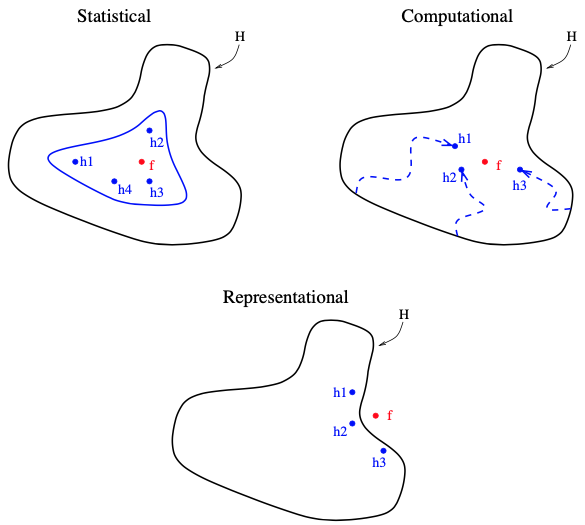 Statistical
H
h2
h1
f
h4
h3
Computational
H
h1
h2
f
h3
Representational
H
h1
f
h2
h3